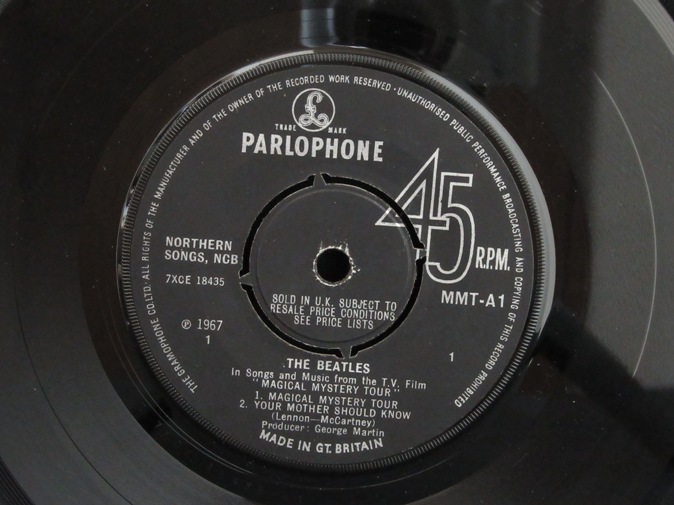 THE GRAMOPHONE CO. LTD. ALL RIGHTS OF THE MANUFACTURER AND OF THE OWNER OF THE RECORDED WORK RESERVED · UNAUTHORISED PUBLIC PERFORMANCE BROADCASTING AND COPYING OF THIS RECORD PROHIBITED
£
TRADE MARK
PARLOPHONE
45
R.P.M.
NORTHERN
SONGS, NCB
7XCE 18435
MMT-A1
SOLD IN U.K. SUBJECT TO
RESALE PRICE CONDITIONS
SEE PRICE LISTS
℗ 1967
1
1
THE BEATLES
In Songs and Music from the T.V. Film
"MAGICAL MYSTERY TOUR"
1. MAGICAL MYSTERY TOUR
2. YOUR MOTHER SHOULD KNOW
(Lennon—McCartney)
Producer: George Martin
MADE IN GT. BRITAIN